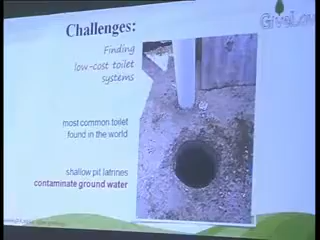 GiveLov
Challenges:
Finding
low-cost toilet
systems
most common toilet
found in the world
shallow pit latrines
contaminate ground water